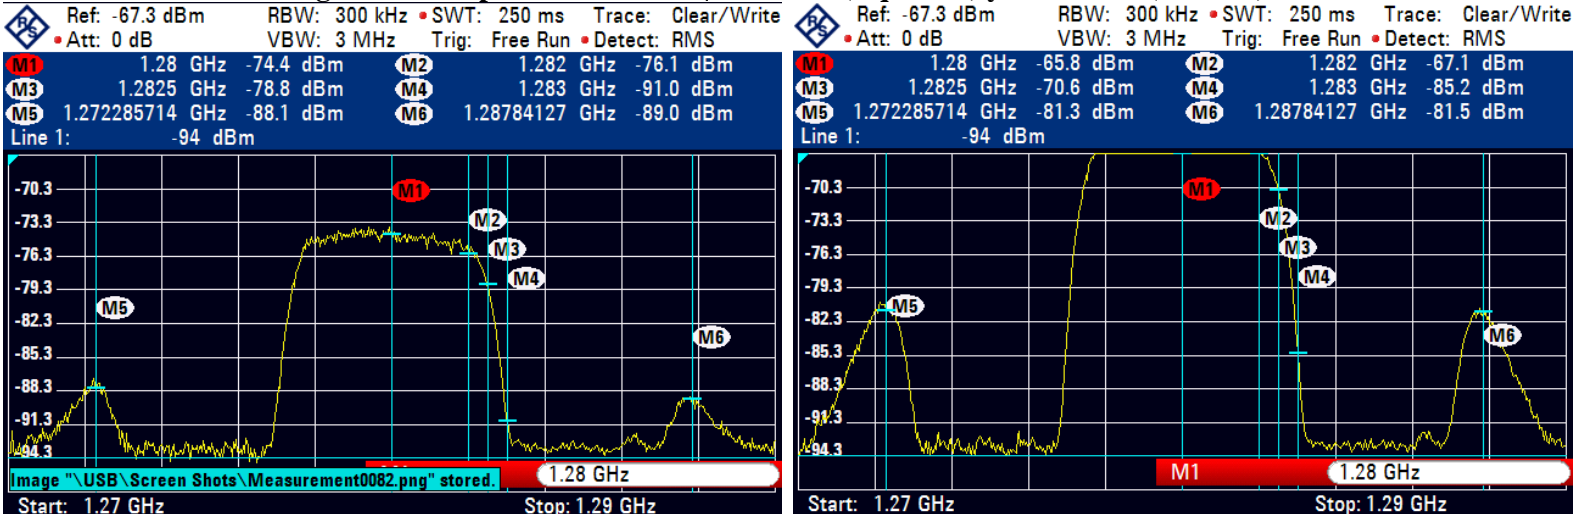 Ref: -67.3 dBm RBW: 300 kHz SWT: 250 ms Trace: Clear/Write
Att: 0 dB VBW: 3 MHz Trig: Free Run Detect: RMS
M1 1.28 GHz -74.4 dBm M2 1.282 GHz -76.1 dBm
M3 1.2825 GHz -78.8 dBm M4 1.283 GHz -91.0 dBm
M5 1.272285714 GHz -88.1 dBm M6 1.28784127 GHz -89.0 dBm
Line 1: -94 dBm
-70.3
M1
-73.3
M2
-76.3
M3
-79.3
M4
M5
-82.3
M6
-85.3
-88.3
-91.3
-94.3
Image "\USB\Screen Shots\Measurement0082.png" stored.
1.28 GHz
Start: 1.27 GHz Stop: 1.29 GHz
Ref: -67.3 dBm RBW: 300 kHz SWT: 250 ms Trace: Clear/Write
Att: 0 dB VBW: 3 MHz Trig: Free Run Detect: RMS
M1 1.28 GHz -65.8 dBm M2 1.282 GHz -67.1 dBm
M3 1.2825 GHz -70.6 dBm M4 1.283 GHz -85.2 dBm
M5 1.272285714 GHz -81.3 dBm M6 1.28784127 GHz -81.5 dBm
Line 1: -94 dBm
-70.3
M1
-73.3
M2
-76.3
M3
-79.3
M4
M5
-82.3
M6
-85.3
-88.3
-91.3
-94.3
M1 1.28 GHz
Start: 1.27 GHz Stop: 1.29 GHz